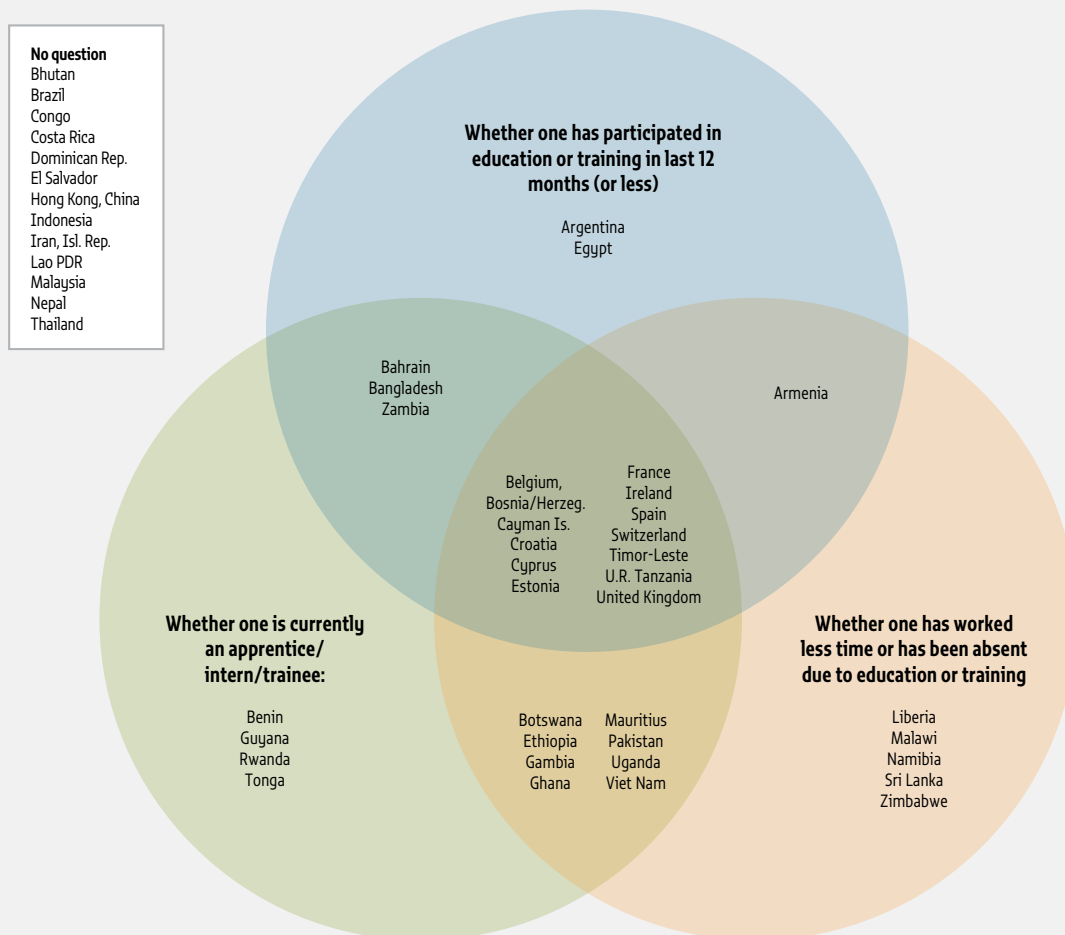 No question
Bhutan
Brazil
Congo
Costa Rica
Dominican Rep.
El Salvador
Hong Kong, China
Indonesia
Iran, Isl. Rep.
Lao PDR
Malaysia
Nepal
Thailand
Whether one has participated in
education or training in last 12
months (or less)
Argentina
Egypt
Bahrain
Bangladesh
Zambia
Armenia
Belgium,
Bosnia/Herzeg.
Cayman Is.
Croatia
Cyprus
Estonia
France
Ireland
Spain
Switzerland
Timor-Leste
U.R. Tanzania
United Kingdom
Whether one is currently
an apprentice/
intern/trainee:
Benin
Guyana
Rwanda
Tonga
Botswana
Ethiopia
Gambia
Ghana
Mauritius
Pakistan
Uganda
Viet Nam
Whether one has worked
less time or has been absent
due to education or training
Liberia
Malawi
Namibia
Sri Lanka
Zimbabwe